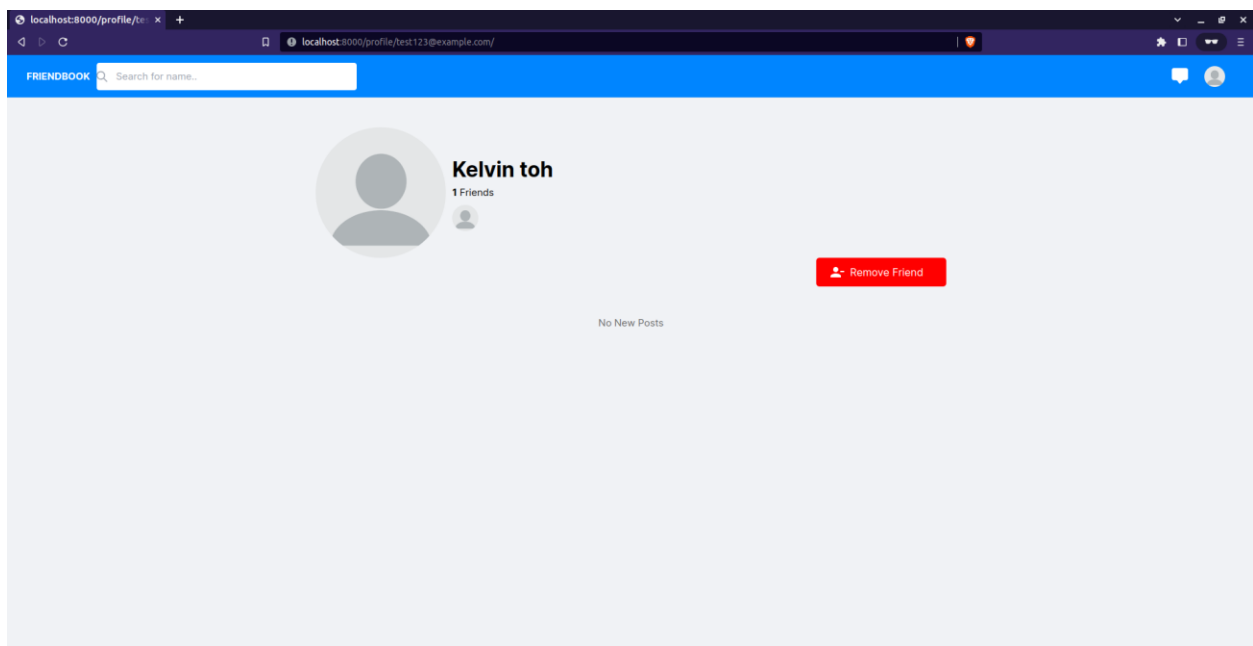 localhost:8000/profile/te
localhost:8000/profile/test123@example.com/
FRIENDBOOK Search for name..
Kelvin toh
1 Friends
Remove Friend
No New Posts